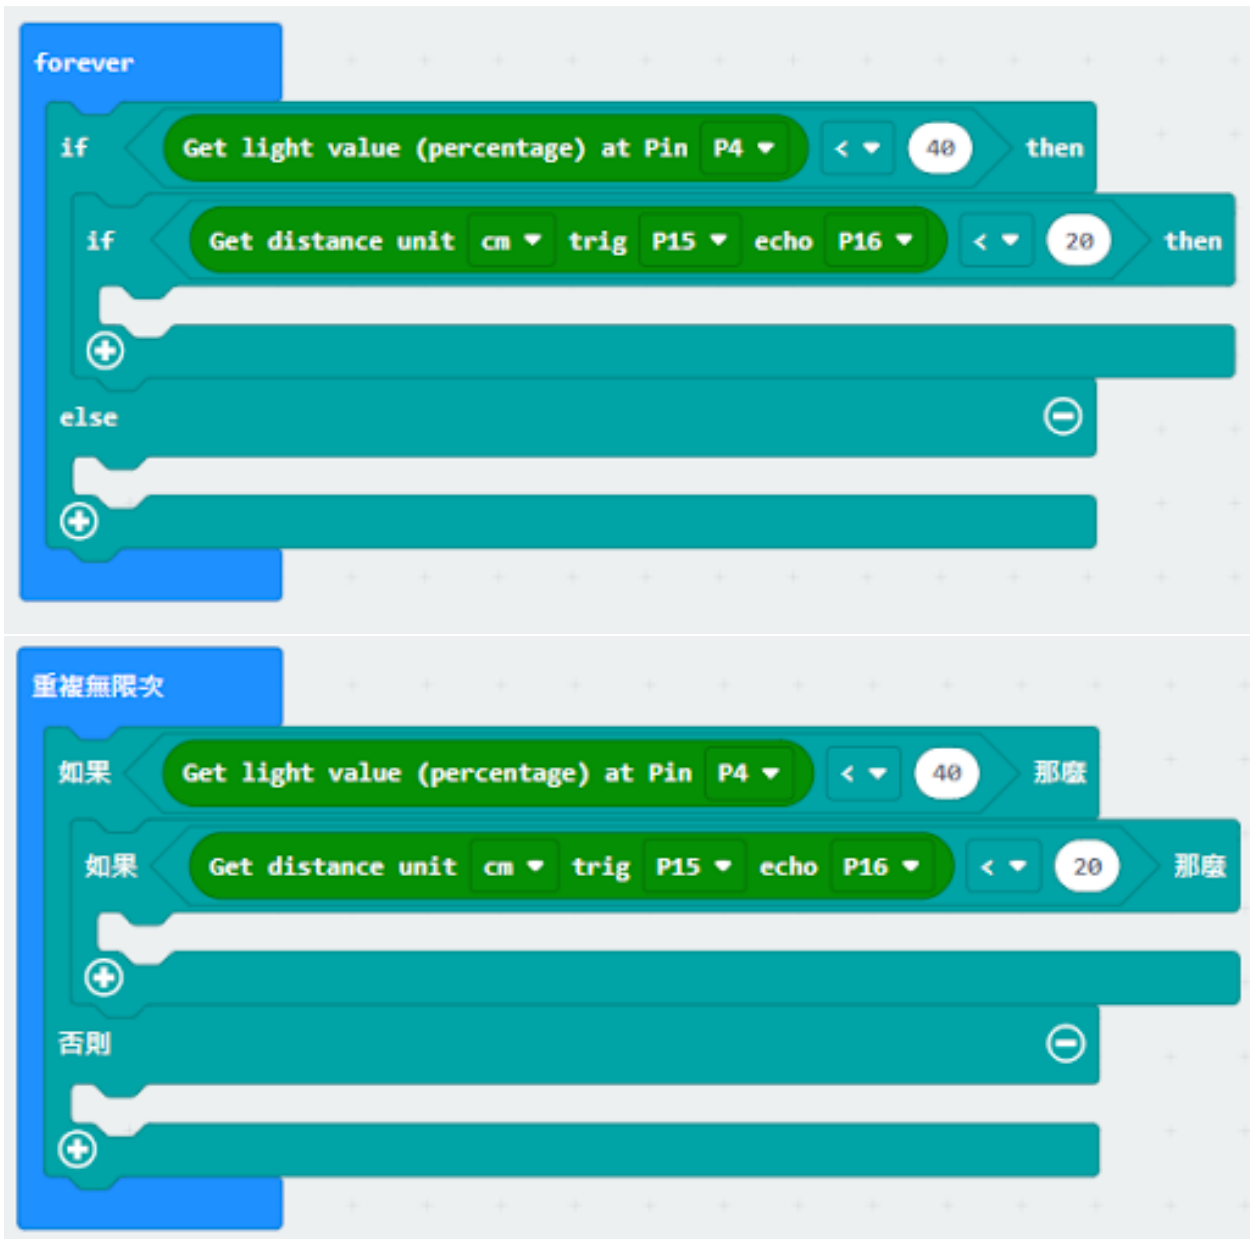 forever
if Get light value (percentage) at Pin P4 < 40 then
if Get distance unit cm trig P15 echo P16 < 20 then
else
重複無限次
如果 Get light value (percentage) at Pin P4 < 40 那麼
如果 Get distance unit cm trig P15 echo P16 < 20 那麼
否則